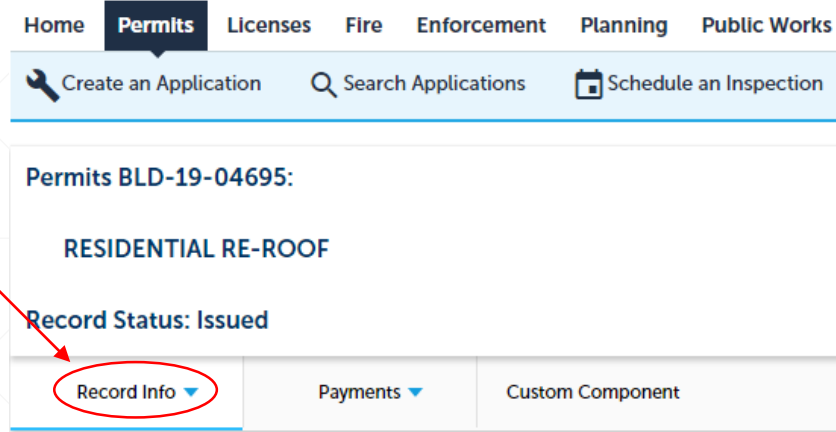 Home Permits Licenses Fire Enforcement Planning Public Works
Create an Application Search Applications Schedule an Inspection
Permits BLD-19-04695:
RESIDENTIAL RE-ROOF
Record Status: Issued
Record Info Payments Custom Component